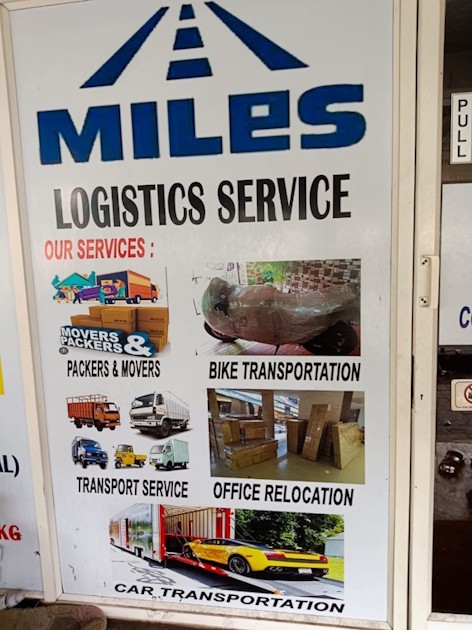 MILES
LOGISTICS SERVICE
OUR SERVICES :
MOVERS
PACKERS &
PACKERS & MOVERS
BIKE TRANSPORTATION
TRANSPORT SERVICE
OFFICE RELOCATION
CAR TRANSPORTATION
PULL
AL)
KG